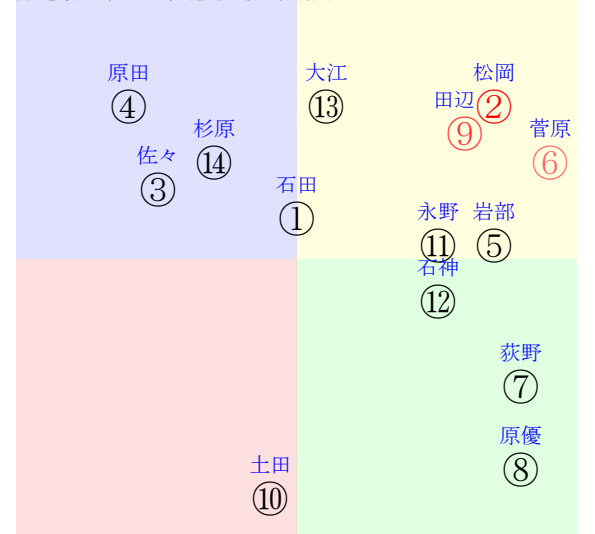 原田
④
大江
⑬
松岡
②
田辺
⑨
杉原
⑭
菅原
⑥
佐々
③
石田
①
永野
⑪
岩部
⑤
石神
⑫
荻野
⑦
原優
⑧
土田
⑩